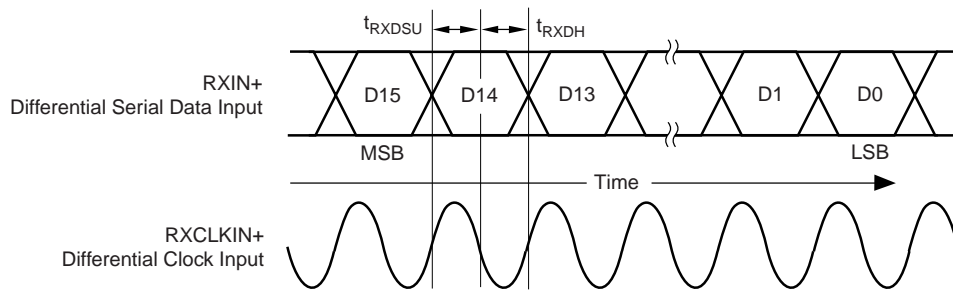 tRXDSU
tRXDH
RXIN+
Differential Serial Data Input
D15
D14
D13
D1
D0
MSB
LSB
Time
RXCLKIN+
Differential Clock Input